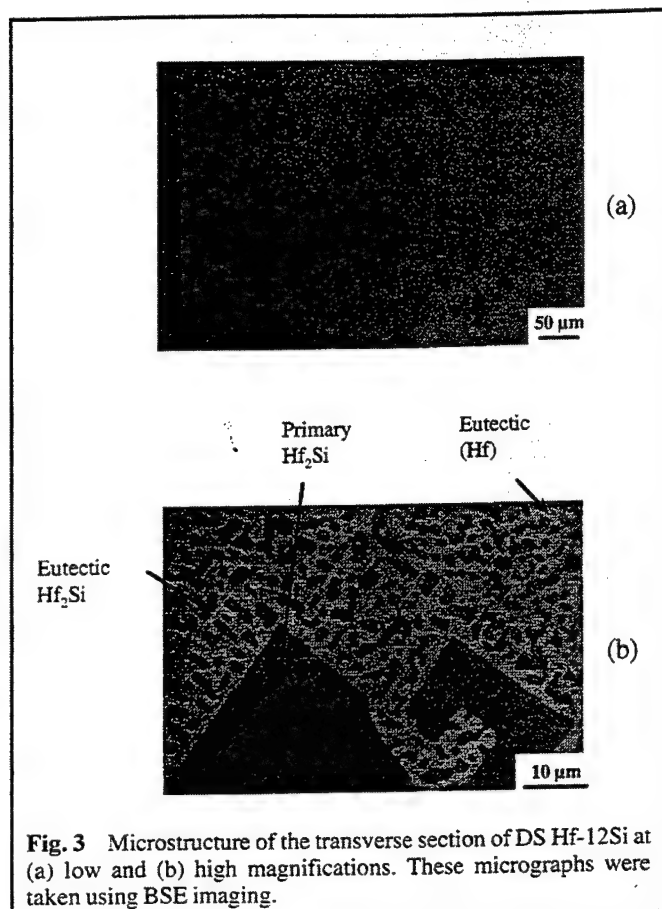 (a)
50 µm
Primary
Hf₂Si
Eutectic
(Hf)
Eutectic
Hf₂Si
(b)
10 µm
Fig. 3 Microstructure of the transverse section of DS Hf-12Si at
(a) low and (b) high magnifications. These micrographs were
taken using BSE imaging.